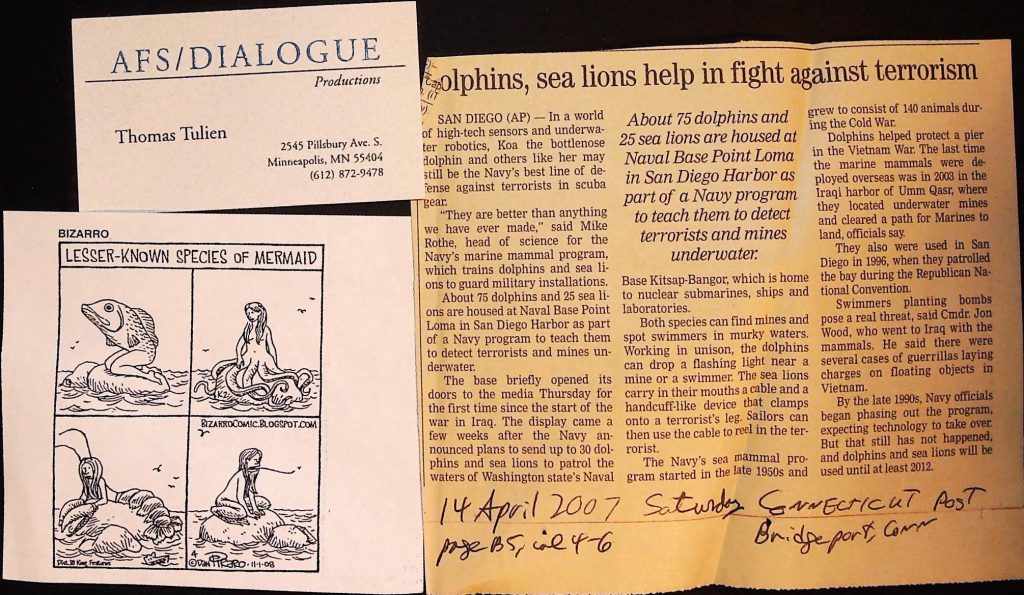 AFS/DIALOGUE
Productions
Thomas Tulien
2545 Pillsbury Ave. S.
Minneapolis, MN 55404
(612) 872-9478
BIZARRO
LESSER-KNOWN SPECIES OF MERMAID
BIZARROCOMIC.BLOGSPOT.COM
Dist. by King Features
©DAN PIRARO·11-1-08
olphins, sea lions help in fight against terrorism
SAN DIEGO (AP) — In a world
of high-tech sensors and underwa-
ter robotics, Koa the bottlenose
dolphin and others like her may
still be the Navy's best line of de-
fense against terrorists in scuba
gear.
"They are better than anything
we have ever made," said Mike
Rothe, head of science for the
Navy's marine mammal program,
which trains dolphins and sea li-
ons to guard military installations.
About 75 dolphins and 25 sea li-
ons are housed at Naval Base Point
Loma in San Diego Harbor as part
of a Navy program to teach them
to detect terrorists and mines un-
derwater.
The base briefly opened its
doors to the media Thursday for
the first time since the start of the
war in Iraq. The display came a
few weeks after the Navy an-
nounced plans to send up to 30 dol-
phins and sea lions to patrol the
waters of Washington state's Naval
About 75 dolphins and
25 sea lions are housed at
Naval Base Point Loma
in San Diego Harbor as
part of a Navy program
to teach them to detect
terrorists and mines
underwater.
Base Kitsap-Bangor, which is home
to nuclear submarines, ships and
laboratories.
Both species can find mines and
spot swimmers in murky waters.
Working in unison, the dolphins
can drop a flashing light near a
mine or a swimmer. The sea lions
carry in their mouths a cable and a
handcuff-like device that clamps
onto a terrorist's leg. Sailors can
then use the cable to reel in the ter-
rorist.
The Navy's sea mammal pro-
gram started in the late 1950s and
grew to consist of 140 animals dur-
ing the Cold War.
Dolphins helped protect a pier
in the Vietnam War. The last time
the marine mammals were de-
ployed overseas was in 2003 in the
Iraqi harbor of Umm Qasr, where
they located underwater mines
and cleared a path for Marines to
land, officials say.
They also were used in San
Diego in 1996, when they patrolled
the bay during the Republican Na-
tional Convention.
Swimmers planting bombs
pose a real threat, said Cmdr. Jon
Wood, who went to Iraq with the
mammals. He said there were
several cases of guerrillas laying
charges on floating objects in
Vietnam.
By the late 1990s, Navy officials
began phasing out the program,
expecting technology to take over.
But that still has not happened,
and dolphins and sea lions will be
used until at least 2012.
14 April 2007 Saturday CONNECTICUT POST
page B5, col 4-6 Bridgeport, Conn